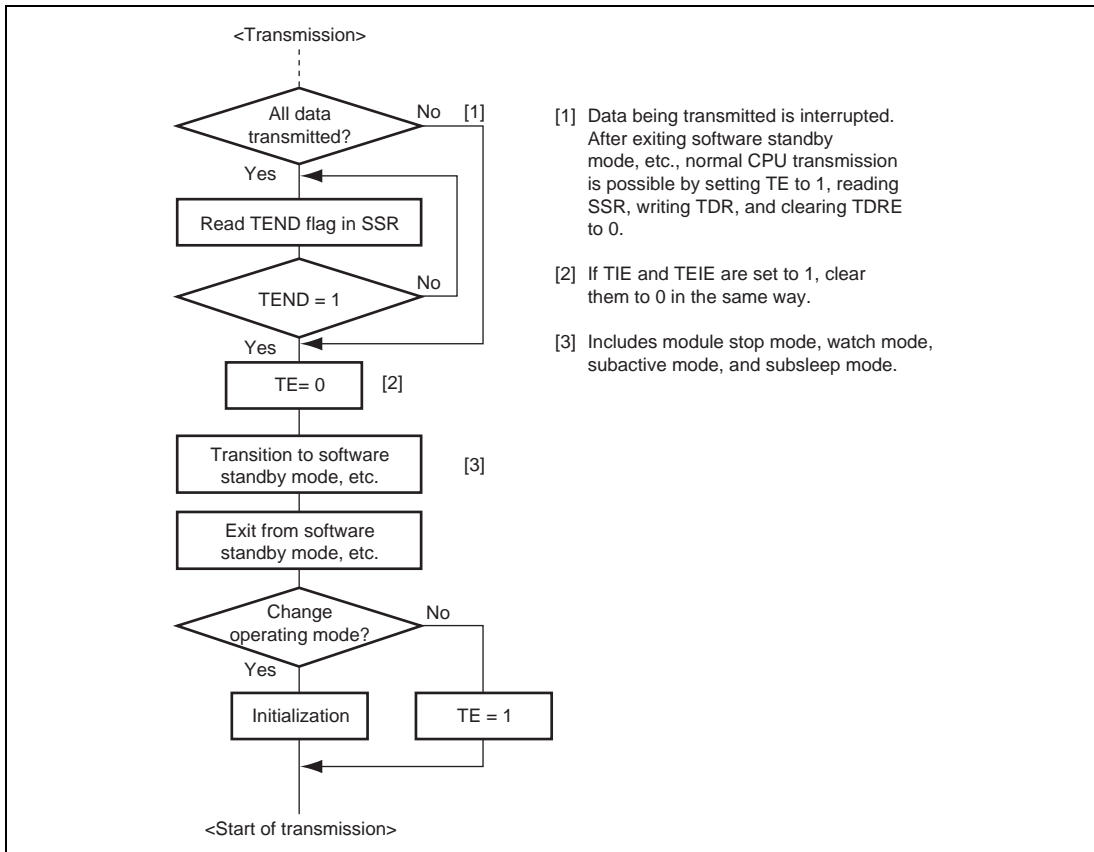 <Transmission>
All data
transmitted?
No
[1]
Yes
Read TEND flag in SSR
TEND = 1
No
Yes
TE= 0
[2]
Transition to software
standby mode, etc.
[3]
Exit from software
standby mode, etc.
Change
operating mode?
No
Yes
Initialization
TE = 1
<Start of transmission>
[1] Data being transmitted is interrupted.
After exiting software standby
mode, etc., normal CPU transmission
is possible by setting TE to 1, reading
SSR, writing TDR, and clearing TDRE
to 0.
[2] If TIE and TEIE are set to 1, clear
them to 0 in the same way.
[3] Includes module stop mode, watch mode,
subactive mode, and subsleep mode.